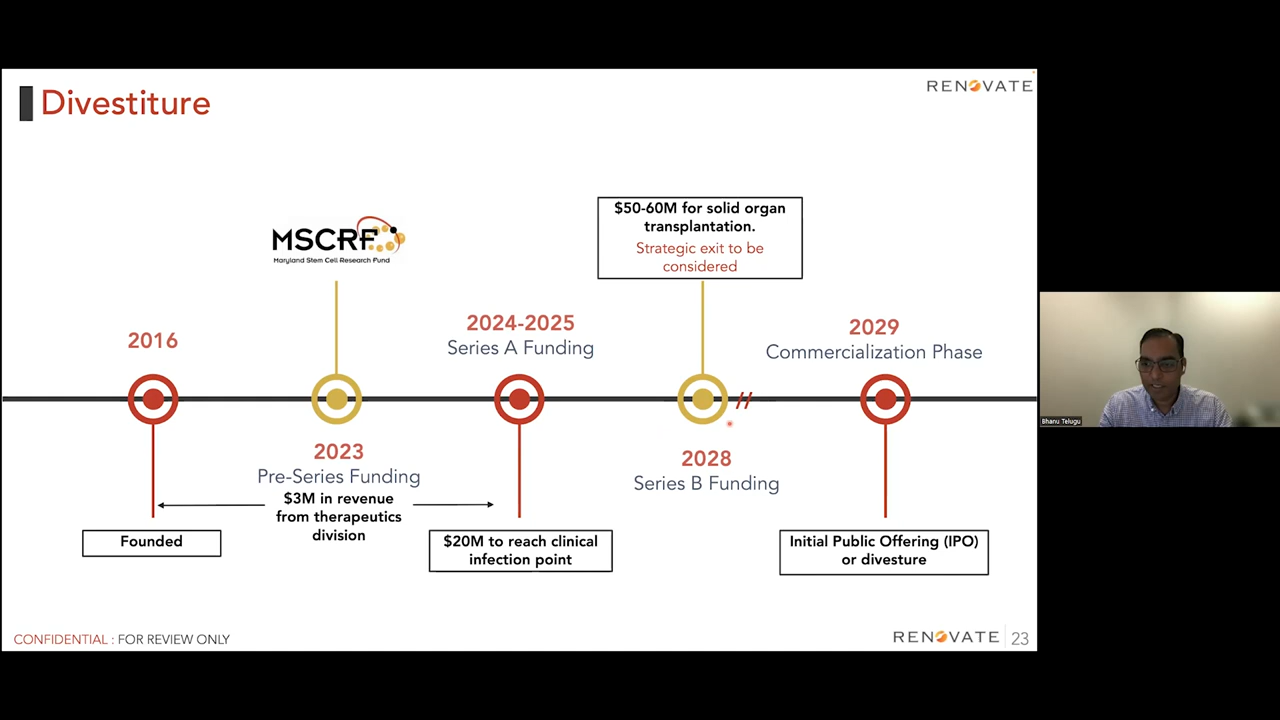 Divestiture
RENOVATE
MSCRF
Maryland Stem Cell Research Fund
$50-60M for solid organ
transplantation.
Strategic exit to be
considered
2016
2024-2025
Series A Funding
2029
Commercialization Phase
//
2023
Pre-Series Funding
$3M in revenue
from therapeutics
division
2028
Series B Funding
Founded
$20M to reach clinical
infection point
Initial Public Offering (IPO)
or divesture
CONFIDENTIAL : FOR REVIEW ONLY
RENOVATE 23
Bhanu Telugu